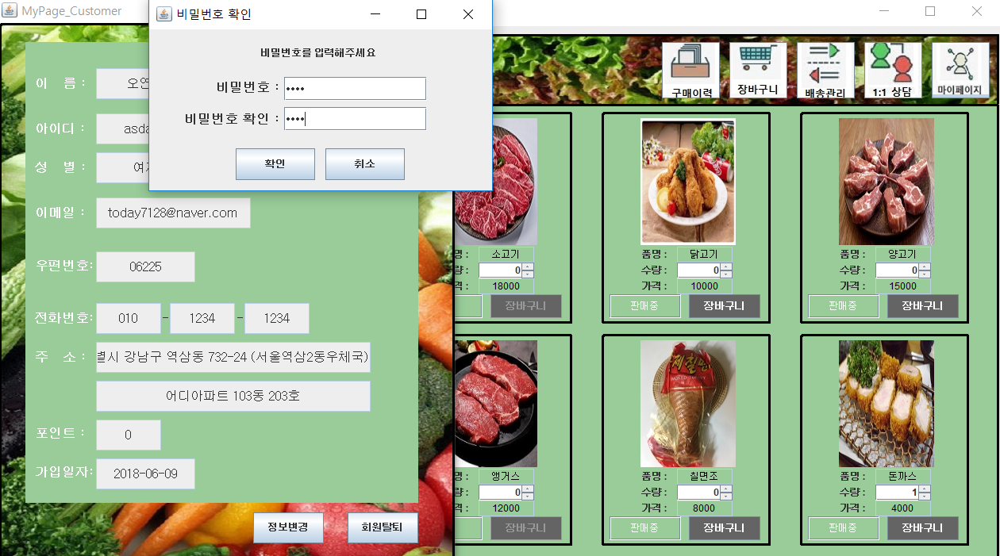 MyPage_Customer
비밀번호 확인
비밀번호를 입력해주세요
비밀번호 : ••••
비밀번호 확인 : ••••
확인 취소
구매이력 장바구니 배송관리 1:1 상담 마이페이지
이 름 :
아이디 : asda
성 별 :
이메일 : today7128@naver.com
우편번호: 06225
전화번호: 010 - 1234 - 1234
주 소 : 별시 강남구 역삼동 732-24 (서울역삼2동우체국)
어디아파트 103동 203호
포인트 : 0
가입일자: 2018-06-09
정보변경 회원탈퇴
명 : 소고기
량 : 0
격 : 18000
장바구니
품명 : 닭고기
수량 : 0
가격 : 10000
판매중 장바구니
품명 : 양고기
수량 : 0
가격 : 15000
판매중 장바구니
명 : 앵거스
량 : 0
격 : 12000
장바구니
품명 : 칠면조
수량 : 0
가격 : 8000
판매중 장바구니
품명 : 돈까스
수량 : 1
가격 : 4000
판매중 장바구니